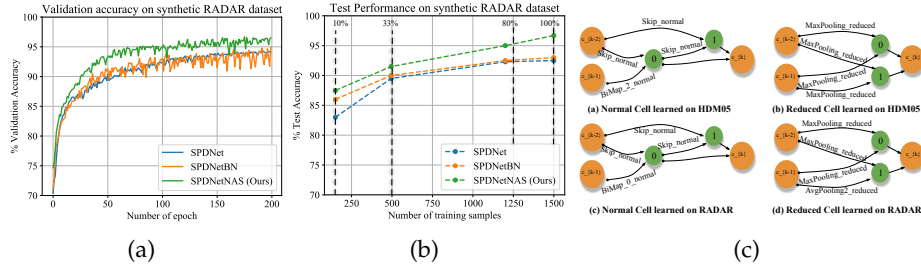 Validation accuracy on synthetic RADAR dataset
% Validation Accuracy
100
95
90
85
80
75
70
SPDNet
SPDNetBN
SPDNetNAS (Ours)
0 50 100 150 200
Number of epoch
(a)
Test Performance on synthetic RADAR dataset
10% 33% 80% 100%
% Test Accuracy
100
95
90
85
80
75
70
SPDNet
SPDNetBN
SPDNetNAS (Ours)
0 250 500 750 1000 1250 1500
Number of training samples
(b)
Skip_normal
c_{k-2}
1
Skip_normal
Skip_normal
0
c_{k}
c_{k-1}
BiMap_2_normal
(a) Normal Cell learned on HDM05
MaxPooling_reduced
c_{k-2}
0
MaxPooling_reduced
c_{k}
MaxPooling_reduced
c_{k-1}
1
MaxPooling_reduced
(b) Reduced Cell learned on HDM05
Skip_normal
c_{k-2}
1
Skip_normal
Skip_normal
0
c_{k}
c_{k-1}
BiMap_0_normal
(c) Normal Cell learned on RADAR
MaxPooling_reduced
c_{k-2}
0
MaxPooling_reduced
c_{k}
MaxPooling_reduced
c_{k-1}
1
AvgPooling2_reduced
(d) Reduced Cell learned on RADAR
(c)